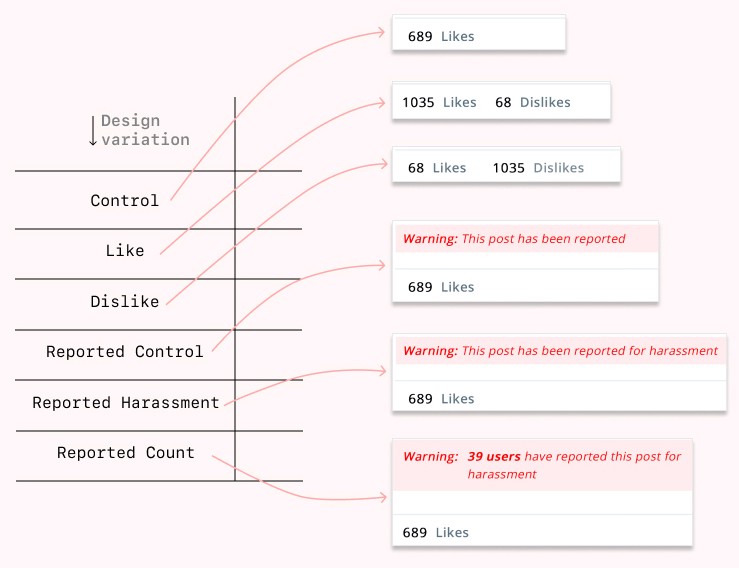 Design
variation
Control
Like
Dislike
Reported Control
Reported Harassment
Reported Count
689 Likes
1035 Likes 68 Dislikes
68 Likes 1035 Dislikes
Warning: This post has been reported
689 Likes
Warning: This post has been reported for harassment
689 Likes
Warning: 39 users have reported this post for
harassment
689 Likes